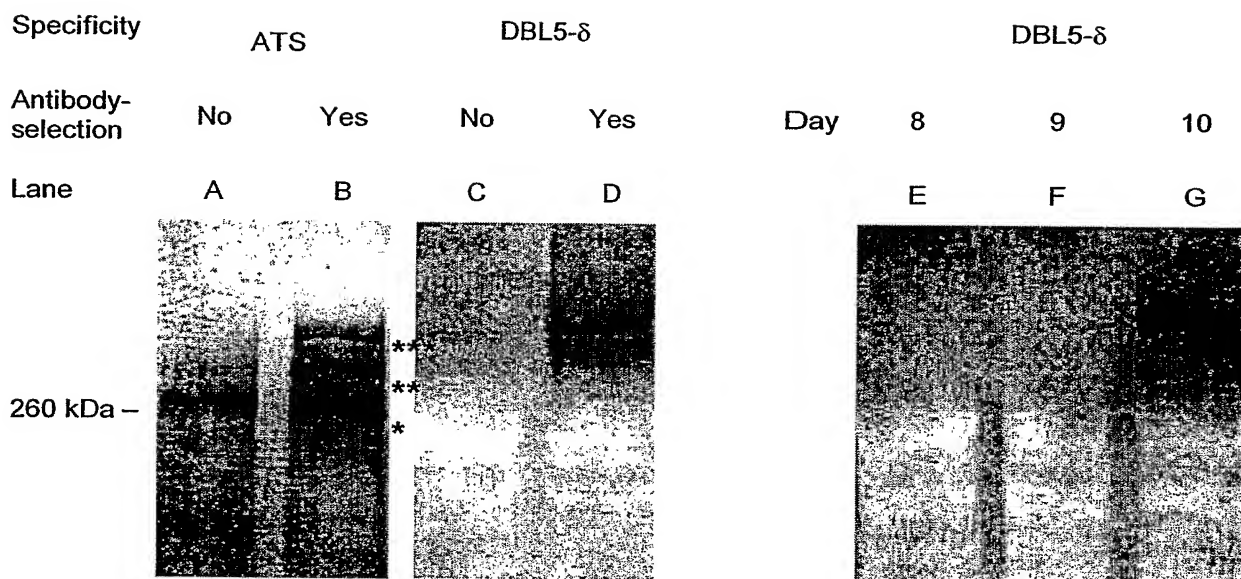 Specificity ATS DBL5-δ DBL5-δ
Antibody-
selection No Yes No Yes Day 8 9 10
Lane A B C D E F G
***
**
260 kDa –
*